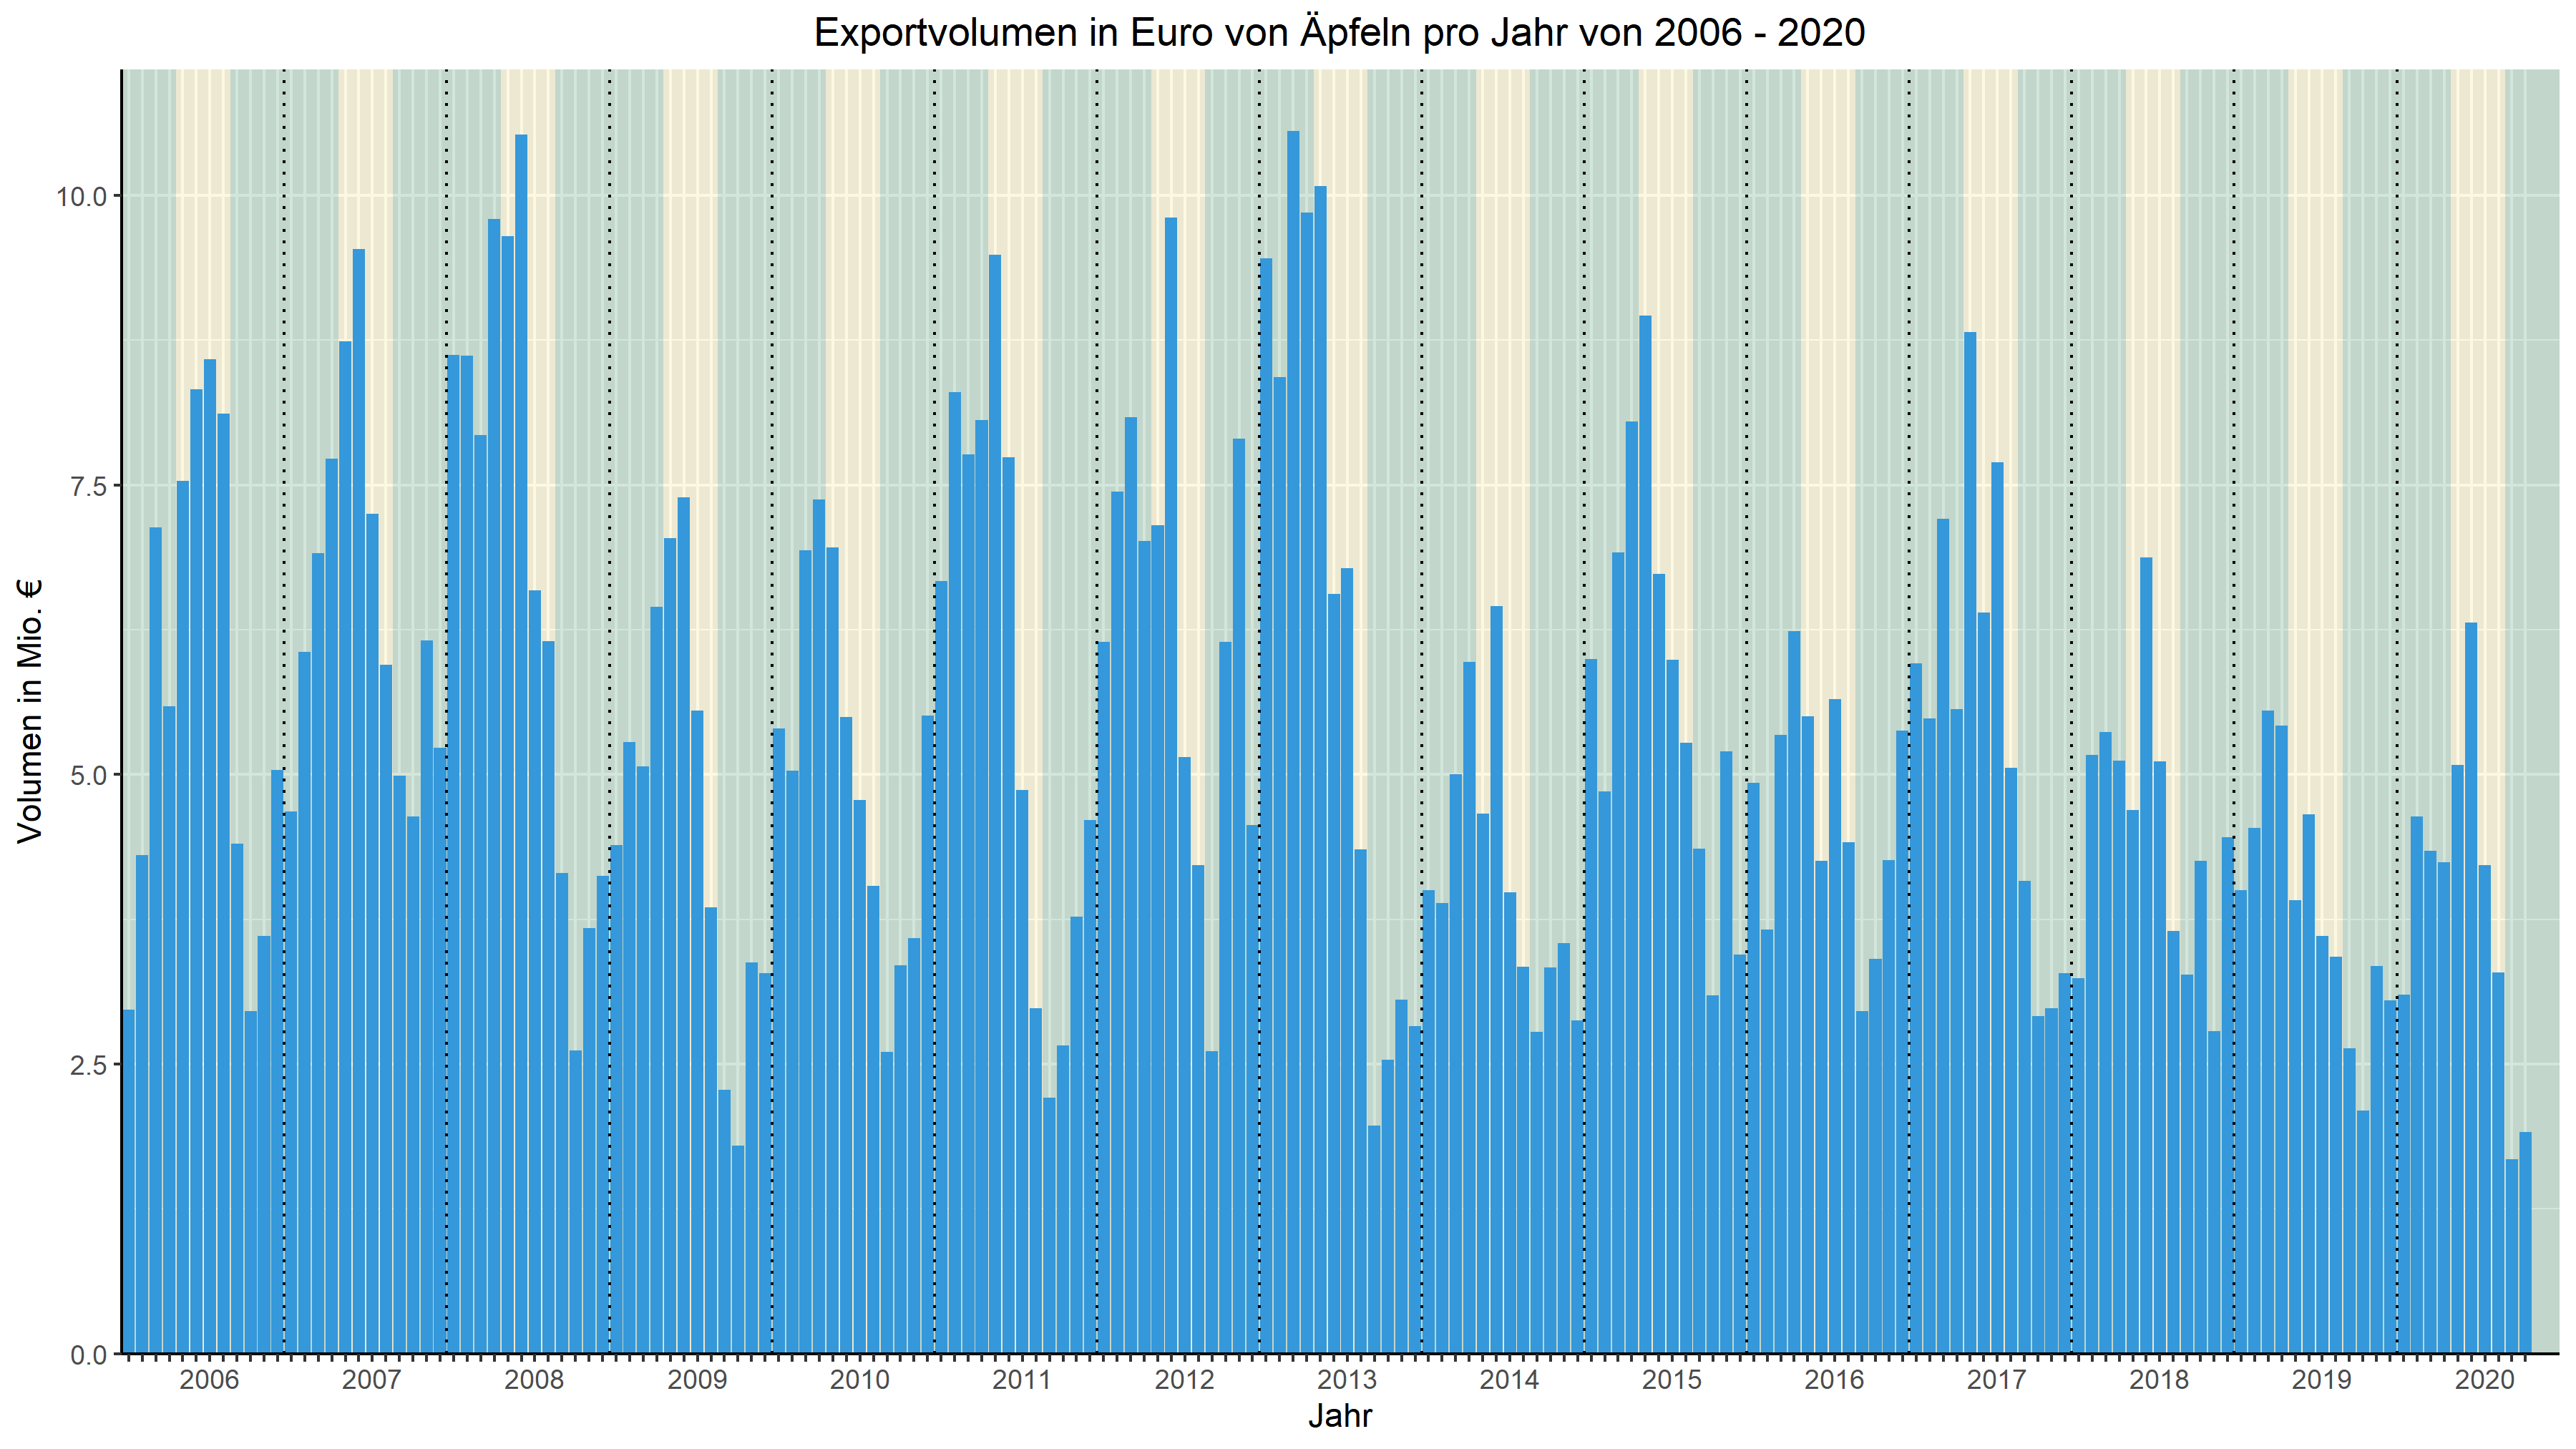 Exportvolumen in Euro von Äpfeln pro Jahr von 2006 - 2020
Volumen in Mio. €
10.0
7.5
5.0
2.5
0.0
2006 2007 2008 2009 2010 2011 2012 2013 2014 2015 2016 2017 2018 2019 2020
Jahr